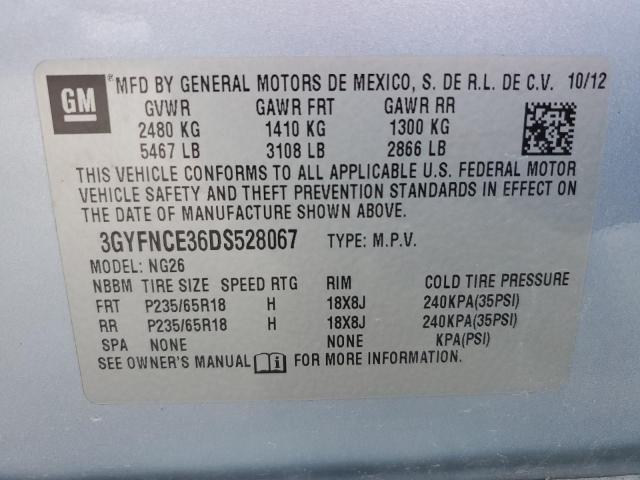 GM ® MFD BY GENERAL MOTORS DE MEXICO, S. DE R.L. DE C.V. 10/12
GVWR GAWR FRT GAWR RR
2480 KG 1410 KG 1300 KG
5467 LB 3108 LB 2866 LB
THIS VEHICLE CONFORMS TO ALL APPLICABLE U.S. FEDERAL MOTOR
VEHICLE SAFETY AND THEFT PREVENTION STANDARDS IN EFFECT ON
THE DATE OF MANUFACTURE SHOWN ABOVE.
3GYFNCE36DS528067 TYPE: M.P.V.
MODEL: NG26
NBBM TIRE SIZE SPEED RTG RIM COLD TIRE PRESSURE
FRT P235/65R18 H 18X8J 240KPA(35PSI)
RR P235/65R18 H 18X8J 240KPA(35PSI)
SPA NONE NONE KPA(PSI)
SEE OWNER'S MANUAL FOR MORE INFORMATION.